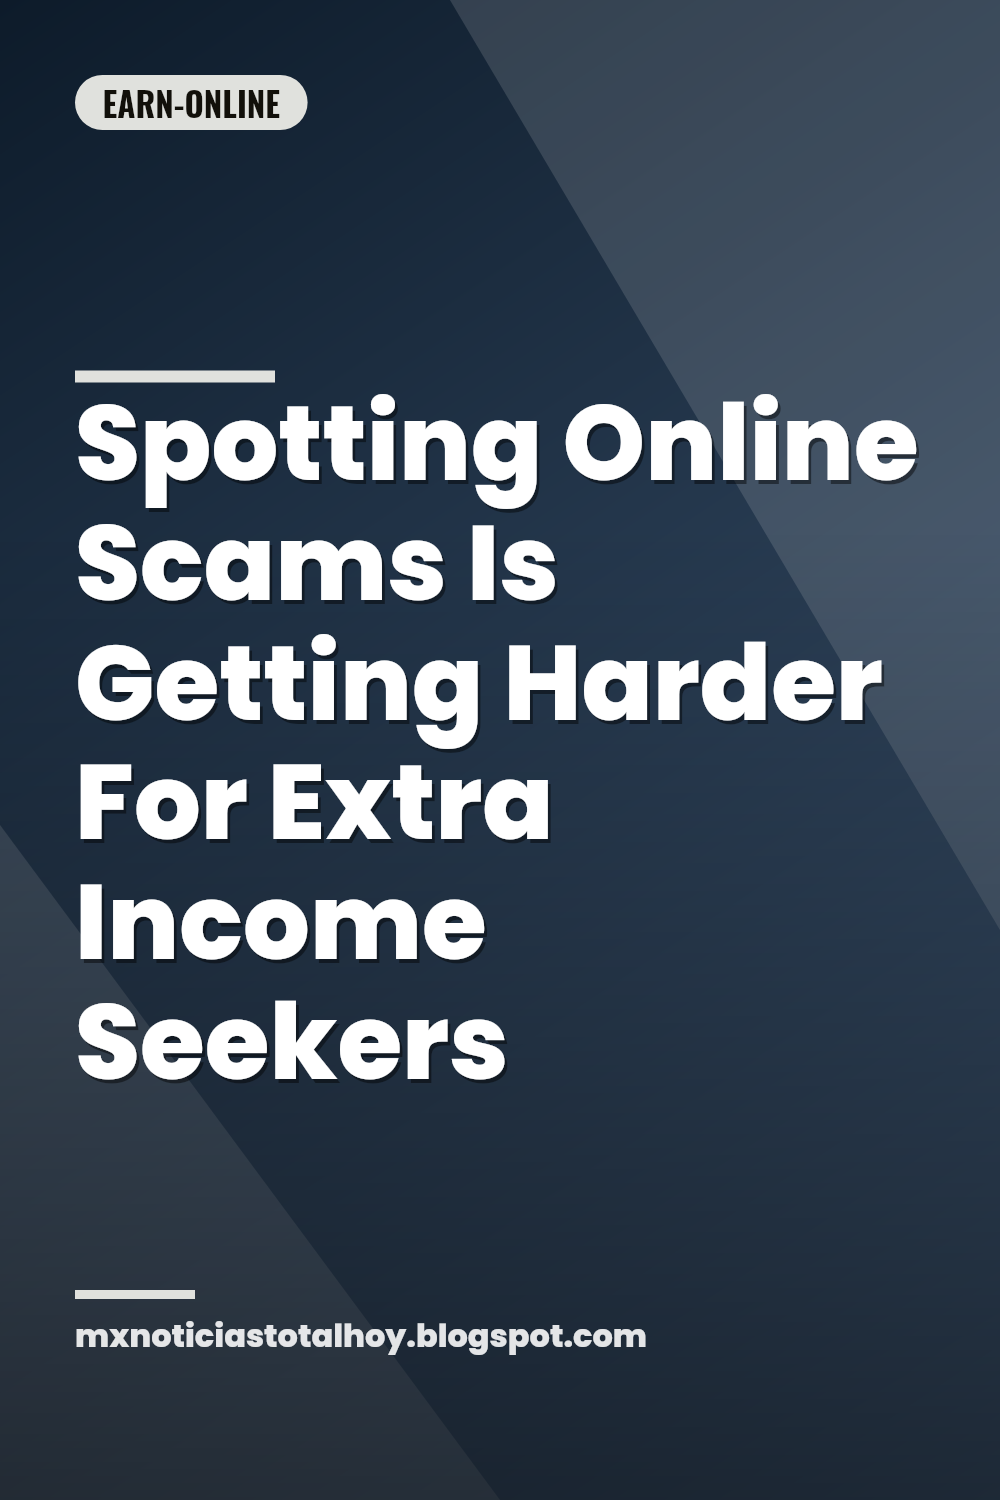 EARN-ONLINE
Spotting Online
Scams Is
Getting Harder
For Extra
Income
Seekers
mxnoticiastotalhoy.blogspot.com